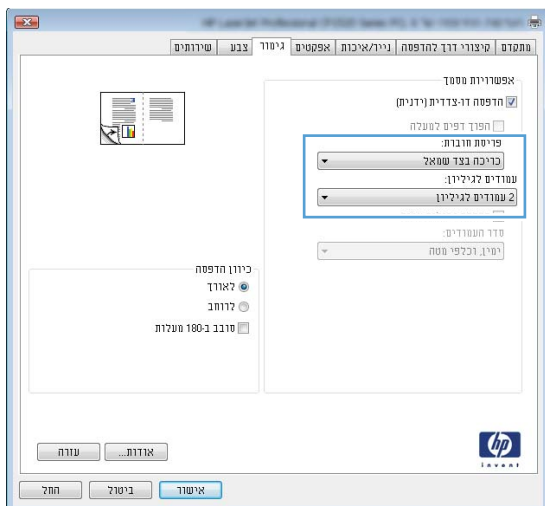 מתקדם
קיצורי דרך להדפסה
נייר/איכות
אפקטים
גימור
צבע
שירותים
אפשרויות מסמך
הדפסה דו-צדדית (ידנית)
הפוך דפים למעלה
פריסת חוברת:
כריכה בצד שמאל
עמודים לגיליון:
2 עמודים לגיליון
סדר העמודים:
ימין, וכלפי מטה
כיוון הדפסה
לאורך
לרוחב
סובב ב-180 מעלות
hp
invent
אודות...
עזרה
אישור
ביטול
החל